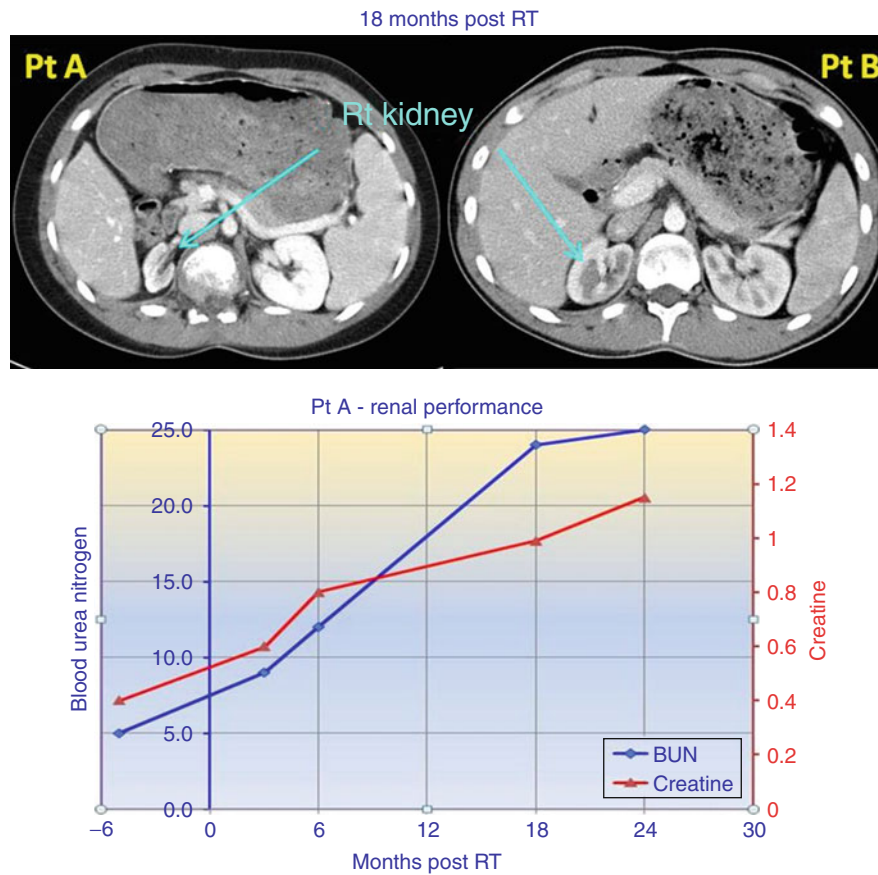 18 months post RT
Pt A
Pt B
Rt kidney
Pt A - renal performance
25.0
20.0
15.0
10.0
5.0
0.0
Blood urea nitrogen
1.4
1.2
1
0.8
0.6
0.4
0.2
0
Creatine
BUN
Creatine
–6
0
6
12
18
24
30
Months post RT